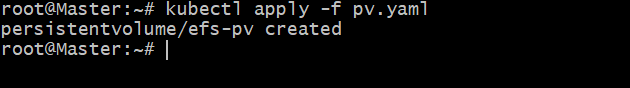 root@Master:~# kubectl apply -f pv.yaml
persistentvolume/efs-pv created
root@Master:~#